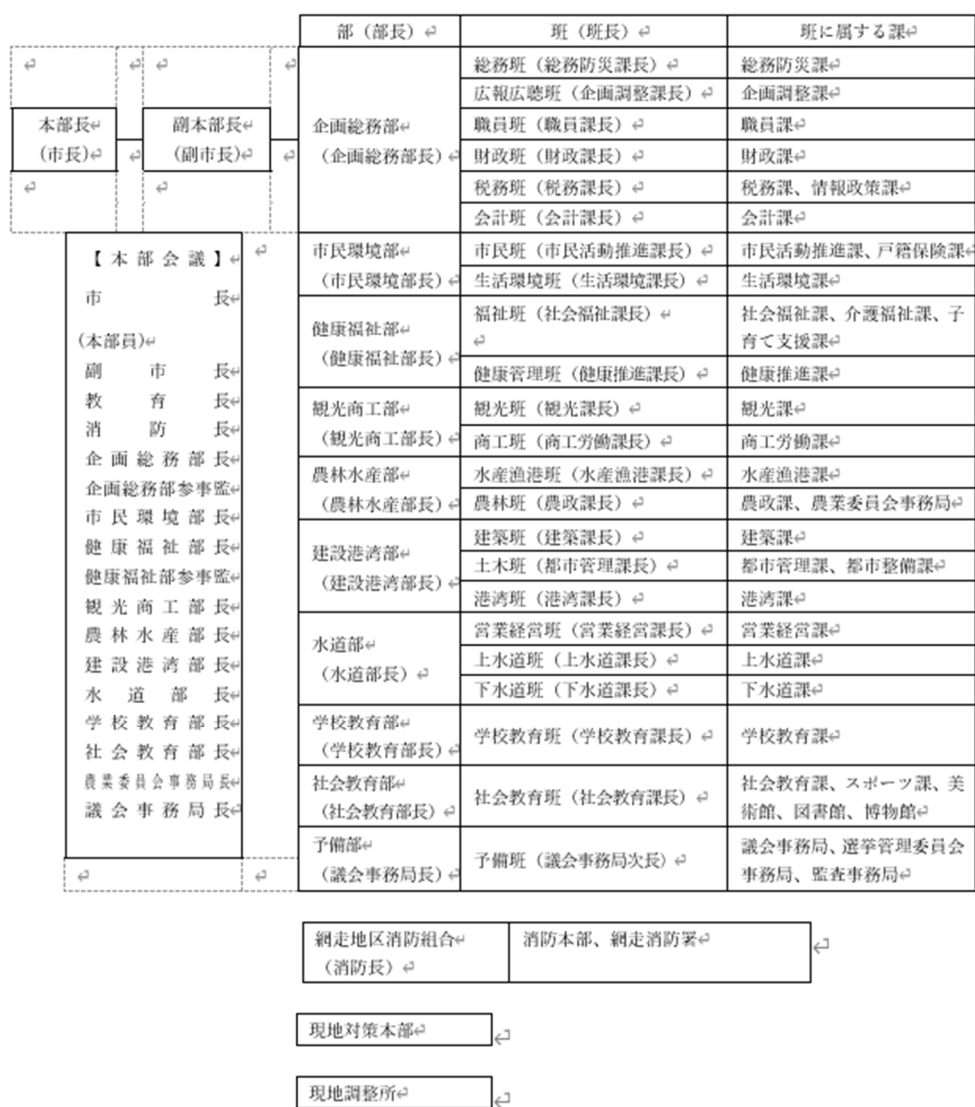 部（部長）
班（班長）
班に属する課
本部長
(市長)
副本部長
(副市長)
企画総務部
（企画総務部長）
総務班（総務防災課長）
総務防災課
広報広聴班（企画調整課長）
企画調整課
職員班（職員課長）
職員課
財政班（財政課長）
財政課
税務班（税務課長）
税務課、情報政策課
会計班（会計課長）
会計課
市民環境部
（市民環境部長）
市民班（市民活動推進課長）
市民活動推進課、戸籍保険課
生活環境班（生活環境課長）
生活環境課
健康福祉部
（健康福祉部長）
福祉班（社会福祉課長）
社会福祉課、介護福祉課、子
育て支援課
健康管理班（健康推進課長）
健康推進課
観光商工部
（観光商工部長）
観光班（観光課長）
観光課
商工班（商工労働課長）
商工労働課
農林水産部
（農林水産部長）
水産漁港班（水産漁港課長）
水産漁港課
農林班（農政課長）
農政課、農業委員会事務局
建設港湾部
（建設港湾部長）
建築班（建築課長）
建築課
土木班（都市管理課長）
都市管理課、都市整備課
港湾班（港湾課長）
港湾課
水道部
（水道部長）
営業経営班（営業経営課長）
営業経営課
上水道班（上水道課長）
上水道課
下水道班（下水道課長）
下水道課
学校教育部
（学校教育部長）
学校教育班（学校教育課長）
学校教育課
社会教育部
（社会教育部長）
社会教育班（社会教育課長）
社会教育課、スポーツ課、美
術館、図書館、博物館
予備部
（議会事務局長）
予備班（議会事務局次長）
議会事務局、選挙管理委員会
事務局、監査事務局
【本部会議】
市長
(本部員)
副市長
教育長
消防長
企画総務部長
企画総務部参事監
市民環境部長
健康福祉部長
健康福祉部参事監
観光商工部長
農林水産部長
建設港湾部長
水道部長
学校教育部長
社会教育部長
農業委員会事務局長
議会事務局長
網走地区消防組合
（消防長）
消防本部、網走消防署
現地対策本部
現地調整所